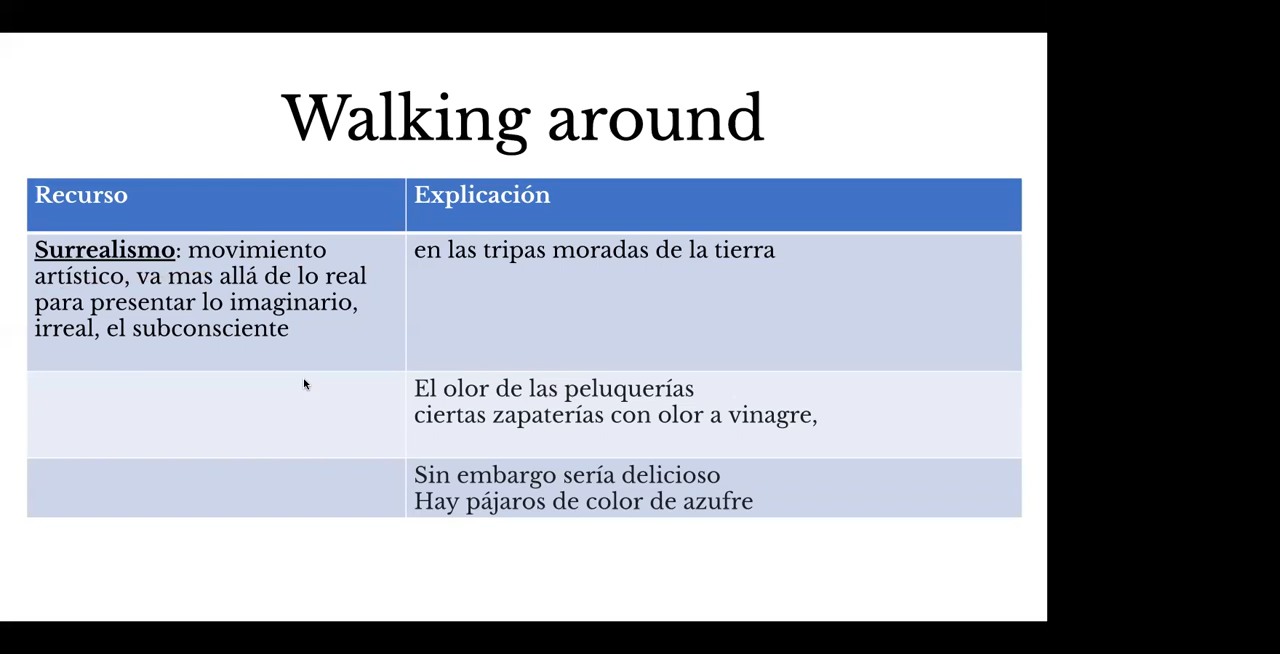 Walking around
Recurso
Explicación
Surrealismo: movimiento
artístico, va mas allá de lo real
para presentar lo imaginario,
irreal, el subconsciente
en las tripas moradas de la tierra
El olor de las peluquerías
ciertas zapaterías con olor a vinagre,
Sin embargo sería delicioso
Hay pájaros de color de azufre